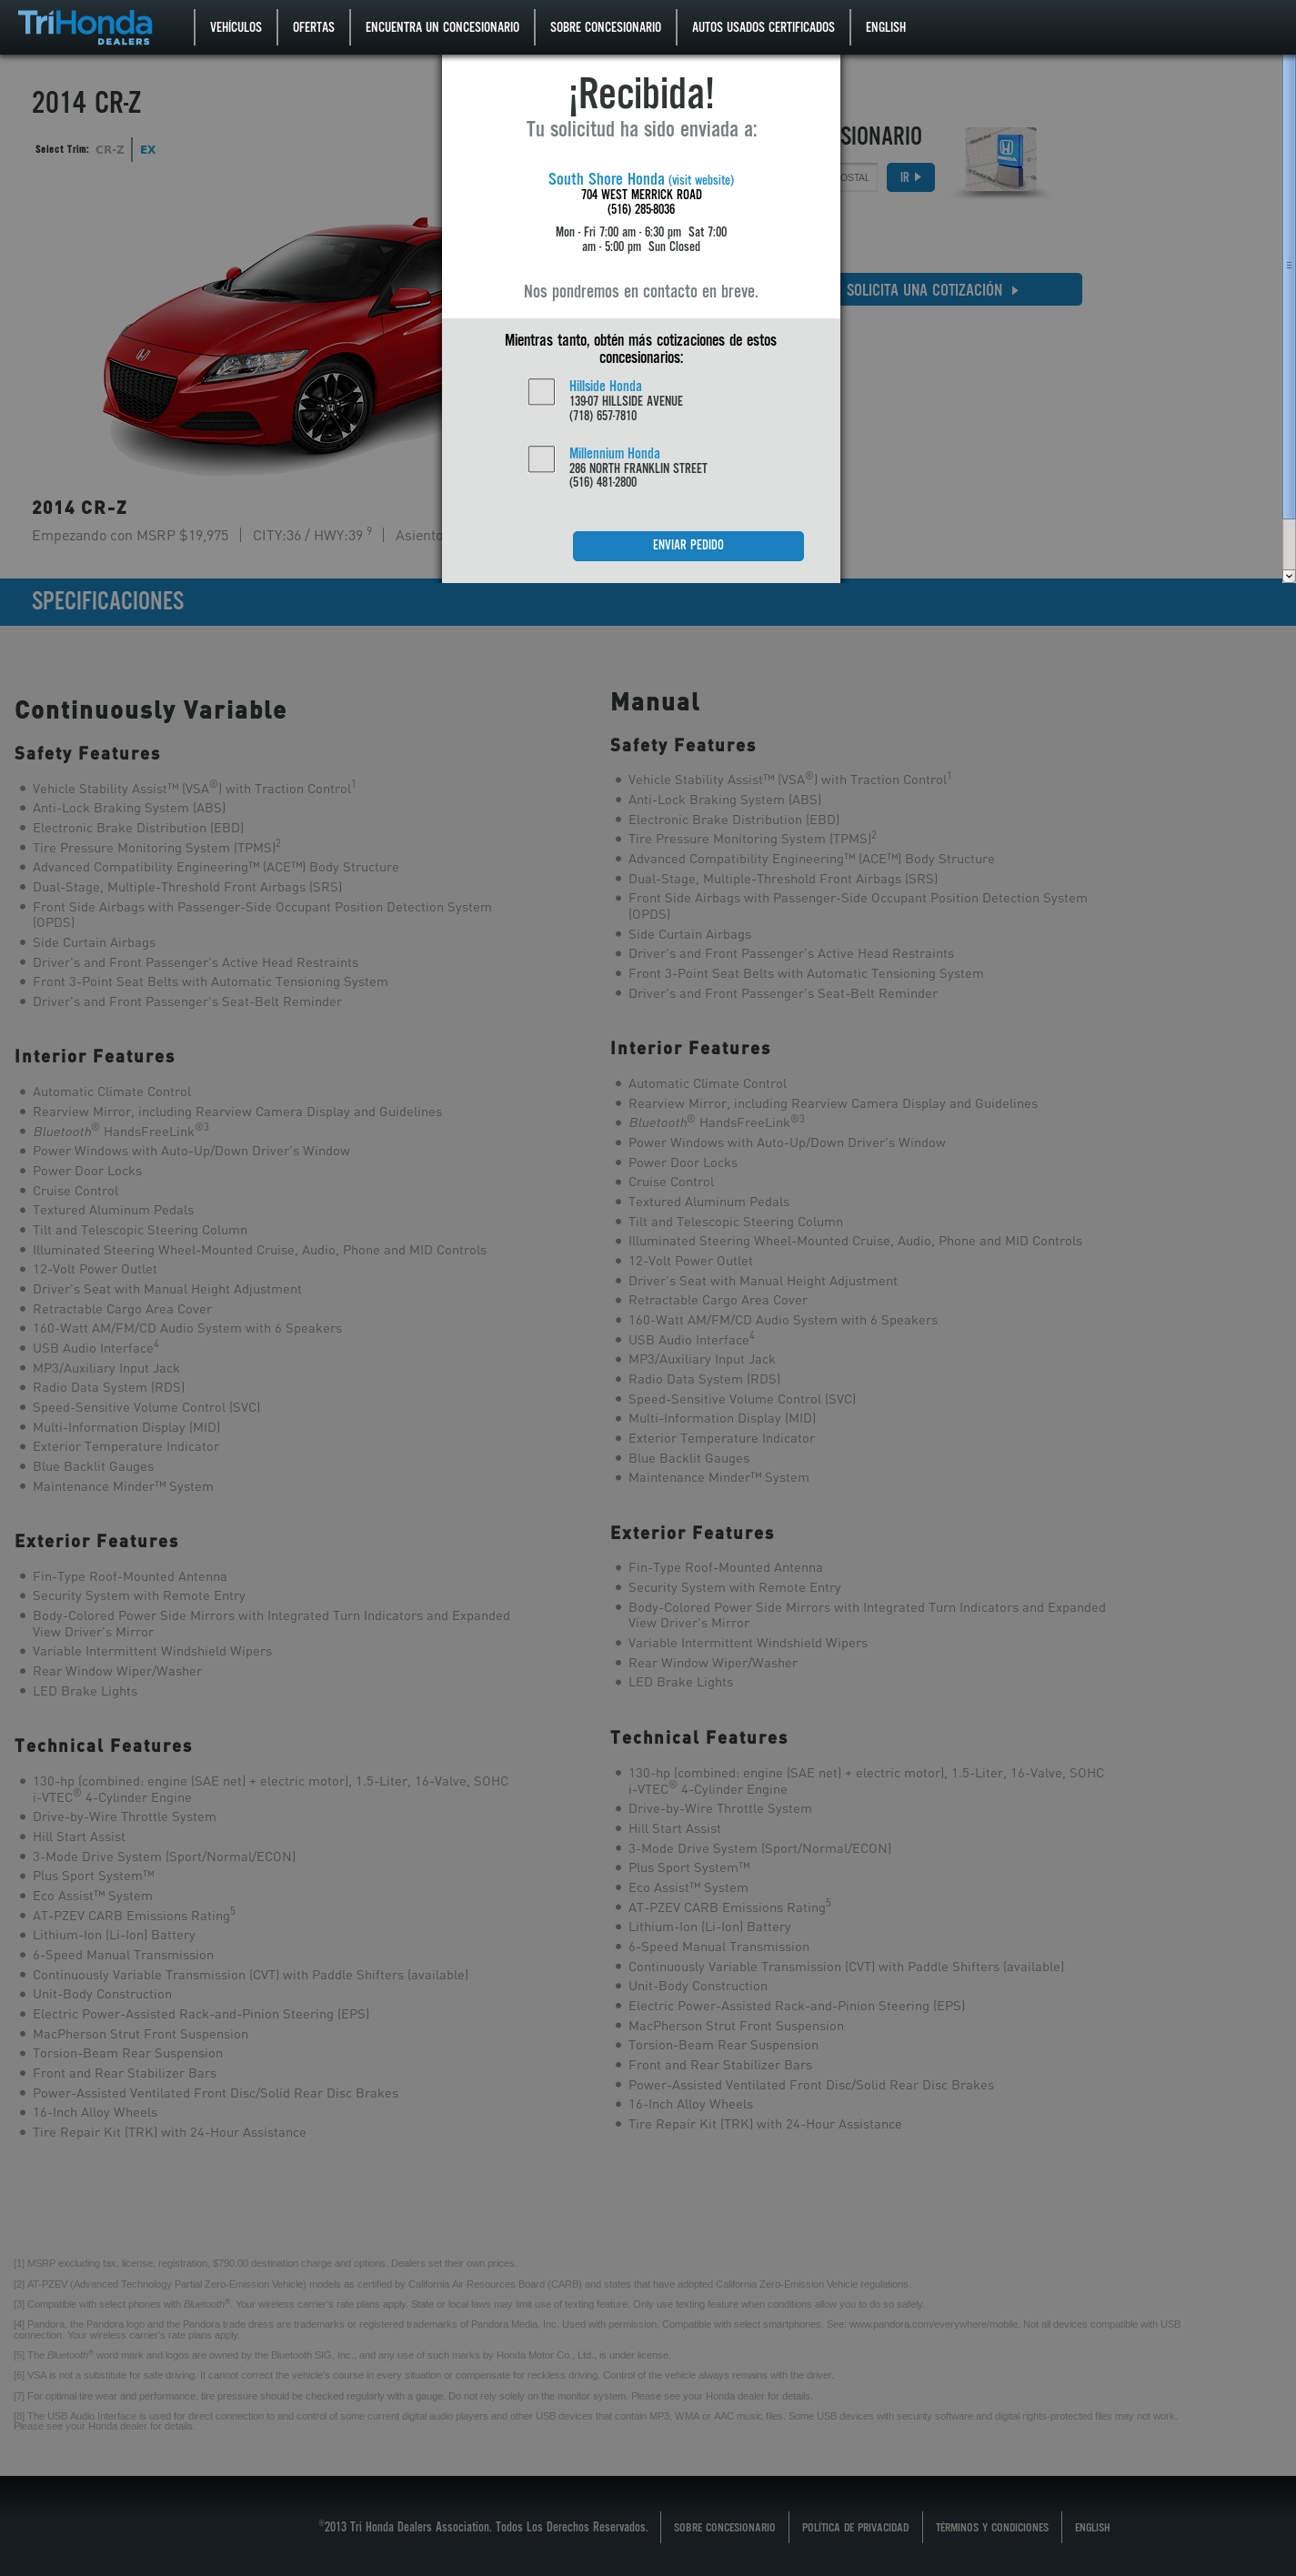 TriHonda
DEALERS
VEHÍCULOS
OFERTAS
ENCUENTRA UN CONCESIONARIO
SOBRE CONCESIONARIO
AUTOS USADOS CERTIFICADOS
ENGLISH
2014 CR-Z
Select Trim: CR-Z EX
¡Recibida!
Tu solicitud ha sido enviada a:
South Shore Honda (visit website)
704 WEST MERRICK ROAD
(516) 285-8036
Mon - Fri 7:00 am - 6:30 pm Sat 7:00
am - 5:00 pm Sun Closed
Nos pondremos en contacto en breve.
Mientras tanto, obtén más cotizaciones de estos
concesionarios:
Hillside Honda
139-07 HILLSIDE AVENUE
(718) 657-7810
Millennium Honda
286 NORTH FRANKLIN STREET
(516) 481-2800
ENVIAR PEDIDO
SIONARIO
OSTAL
IR
SOLICITA UNA COTIZACIÓN
2014 CR-Z
Empezando con MSRP $19,975 | CITY:36 / HWY:39 9 | Asiento
SPECIFICACIONES
Continuously Variable
Safety Features
Vehicle Stability Assist™ (VSA®) with Traction Control1
Anti-Lock Braking System (ABS)
Electronic Brake Distribution (EBD)
Tire Pressure Monitoring System (TPMS)2
Advanced Compatibility Engineering™ (ACE™) Body Structure
Dual-Stage, Multiple-Threshold Front Airbags (SRS)
Front Side Airbags with Passenger-Side Occupant Position Detection System
(OPDS)
Side Curtain Airbags
Driver's and Front Passenger's Active Head Restraints
Front 3-Point Seat Belts with Automatic Tensioning System
Driver's and Front Passenger's Seat-Belt Reminder
Interior Features
Automatic Climate Control
Rearview Mirror, including Rearview Camera Display and Guidelines
Bluetooth® HandsFreeLink®3
Power Windows with Auto-Up/Down Driver's Window
Power Door Locks
Cruise Control
Textured Aluminum Pedals
Tilt and Telescopic Steering Column
Illuminated Steering Wheel-Mounted Cruise, Audio, Phone and MID Controls
12-Volt Power Outlet
Driver's Seat with Manual Height Adjustment
Retractable Cargo Area Cover
160-Watt AM/FM/CD Audio System with 6 Speakers
USB Audio Interface4
MP3/Auxiliary Input Jack
Radio Data System (RDS)
Speed-Sensitive Volume Control (SVC)
Multi-Information Display (MID)
Exterior Temperature Indicator
Blue Backlit Gauges
Maintenance Minder™ System
Exterior Features
Fin-Type Roof-Mounted Antenna
Security System with Remote Entry
Body-Colored Power Side Mirrors with Integrated Turn Indicators and Expanded
View Driver's Mirror
Variable Intermittent Windshield Wipers
Rear Window Wiper/Washer
LED Brake Lights
Technical Features
130-hp (combined: engine (SAE net) + electric motor), 1.5-Liter, 16-Valve, SOHC
i-VTEC® 4-Cylinder Engine
Drive-by-Wire Throttle System
Hill Start Assist
3-Mode Drive System (Sport/Normal/ECON)
Plus Sport System™
Eco Assist™ System
AT-PZEV CARB Emissions Rating5
Lithium-Ion (Li-Ion) Battery
6-Speed Manual Transmission
Continuously Variable Transmission (CVT) with Paddle Shifters (available)
Unit-Body Construction
Electric Power-Assisted Rack-and-Pinion Steering (EPS)
MacPherson Strut Front Suspension
Torsion-Beam Rear Suspension
Front and Rear Stabilizer Bars
Power-Assisted Ventilated Front Disc/Solid Rear Disc Brakes
16-Inch Alloy Wheels
Tire Repair Kit (TRK) with 24-Hour Assistance
Manual
Safety Features
Vehicle Stability Assist™ (VSA®) with Traction Control1
Anti-Lock Braking System (ABS)
Electronic Brake Distribution (EBD)
Tire Pressure Monitoring System (TPMS)2
Advanced Compatibility Engineering™ (ACE™) Body Structure
Dual-Stage, Multiple-Threshold Front Airbags (SRS)
Front Side Airbags with Passenger-Side Occupant Position Detection System
(OPDS)
Side Curtain Airbags
Driver's and Front Passenger's Active Head Restraints
Front 3-Point Seat Belts with Automatic Tensioning System
Driver's and Front Passenger's Seat-Belt Reminder
Interior Features
Automatic Climate Control
Rearview Mirror, including Rearview Camera Display and Guidelines
Bluetooth® HandsFreeLink®3
Power Windows with Auto-Up/Down Driver's Window
Power Door Locks
Cruise Control
Textured Aluminum Pedals
Tilt and Telescopic Steering Column
Illuminated Steering Wheel-Mounted Cruise, Audio, Phone and MID Controls
12-Volt Power Outlet
Driver's Seat with Manual Height Adjustment
Retractable Cargo Area Cover
160-Watt AM/FM/CD Audio System with 6 Speakers
USB Audio Interface4
MP3/Auxiliary Input Jack
Radio Data System (RDS)
Speed-Sensitive Volume Control (SVC)
Multi-Information Display (MID)
Exterior Temperature Indicator
Blue Backlit Gauges
Maintenance Minder™ System
Exterior Features
Fin-Type Roof-Mounted Antenna
Security System with Remote Entry
Body-Colored Power Side Mirrors with Integrated Turn Indicators and Expanded
View Driver's Mirror
Variable Intermittent Windshield Wipers
Rear Window Wiper/Washer
LED Brake Lights
Technical Features
130-hp (combined: engine (SAE net) + electric motor), 1.5-Liter, 16-Valve, SOHC
i-VTEC® 4-Cylinder Engine
Drive-by-Wire Throttle System
Hill Start Assist
3-Mode Drive System (Sport/Normal/ECON)
Plus Sport System™
Eco Assist™ System
AT-PZEV CARB Emissions Rating5
Lithium-Ion (Li-Ion) Battery
6-Speed Manual Transmission
Continuously Variable Transmission (CVT) with Paddle Shifters (available)
Unit-Body Construction
Electric Power-Assisted Rack-and-Pinion Steering (EPS)
MacPherson Strut Front Suspension
Torsion-Beam Rear Suspension
Front and Rear Stabilizer Bars
Power-Assisted Ventilated Front Disc/Solid Rear Disc Brakes
16-Inch Alloy Wheels
Tire Repair Kit (TRK) with 24-Hour Assistance
[1] MSRP excluding tax, license, registration, $790.00 destination charge and options. Dealers set their own prices.
[2] AT-PZEV (Advanced Technology Partial Zero-Emission Vehicle) models as certified by California Air Resources Board (CARB) and states that have adopted California Zero-Emission Vehicle regulations.
[3] Compatible with select phones with Bluetooth®. Your wireless carrier's rate plans apply. State or local laws may limit use of texting feature. Only use texting feature when conditions allow you to do so safely.
[4] Pandora, the Pandora logo and the Pandora trade dress are trademarks or registered trademarks of Pandora Media, Inc. Used with permission. Compatible with select smartphones. See: www.pandora.com/everywhere/mobile. Not all devices compatible with USB
connection. Your wireless carrier's rate plans apply.
[5] The Bluetooth® word mark and logos are owned by the Bluetooth SIG, Inc., and any use of such marks by Honda Motor Co., Ltd., is under license.
[6] VSA is not a substitute for safe driving. It cannot correct the vehicle's course in every situation or compensate for reckless driving. Control of the vehicle always remains with the driver.
[7] For optimal tire wear and performance, tire pressure should be checked regularly with a gauge. Do not rely solely on the monitor system. Please see your Honda dealer for details.
[8] The USB Audio Interface is used for direct connection to and control of some current digital audio players and other USB devices that contain MP3, WMA or AAC music files. Some USB devices with security software and digital rights-protected files may not work.
Please see your Honda dealer for details.
®2013 Tri Honda Dealers Association. Todos Los Derechos Reservados.
SOBRE CONCESIONARIO
POLÍTICA DE PRIVACIDAD
TÉRMINOS Y CONDICIONES
ENGLISH